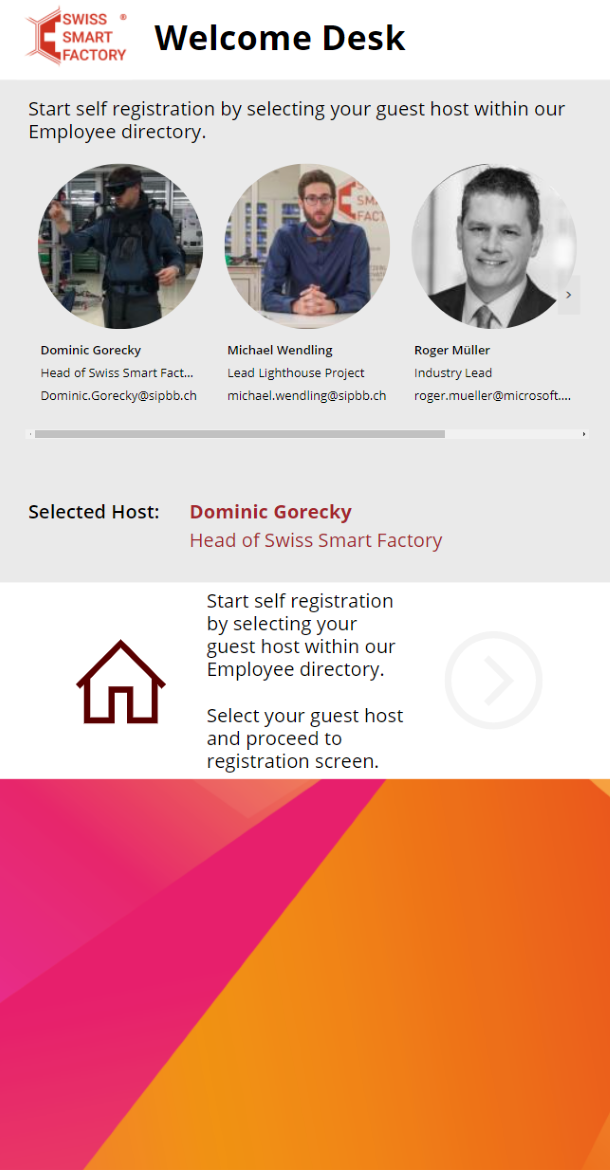 SWISS ®
SMART
FACTORY
Welcome Desk
Start self registration by selecting your guest host within our
Employee directory.
Dominic Gorecky
Head of Swiss Smart Fact...
Dominic.Gorecky@sipbb.ch
Michael Wendling
Lead Lighthouse Project
michael.wendling@sipbb.ch
Roger Müller
Industry Lead
roger.mueller@microsoft....
Selected Host:
Dominic Gorecky
Head of Swiss Smart Factory
Start self registration
by selecting your
guest host within our
Employee directory.
Select your guest host
and proceed to
registration screen.